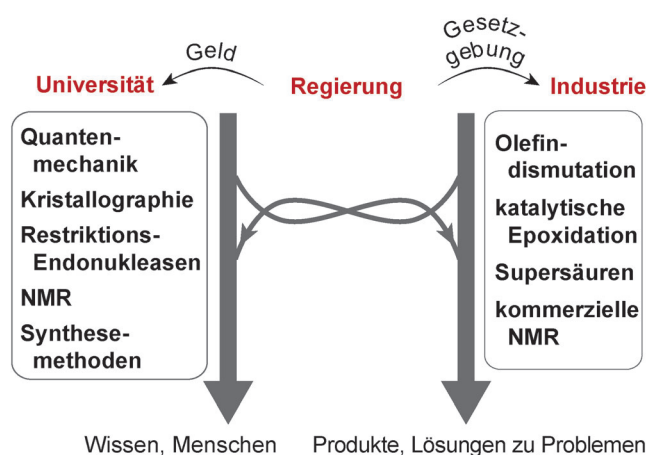 Geld
Gesetz-
gebung
Universität
Regierung
Industrie
Quanten-
mechanik
Kristallographie
Restriktions-
Endonukleasen
NMR
Synthese-
methoden
Olefin-
dismutation
katalytische
Epoxidation
Supersäuren
kommerzielle
NMR
Wissen, Menschen
Produkte, Lösungen zu Problemen